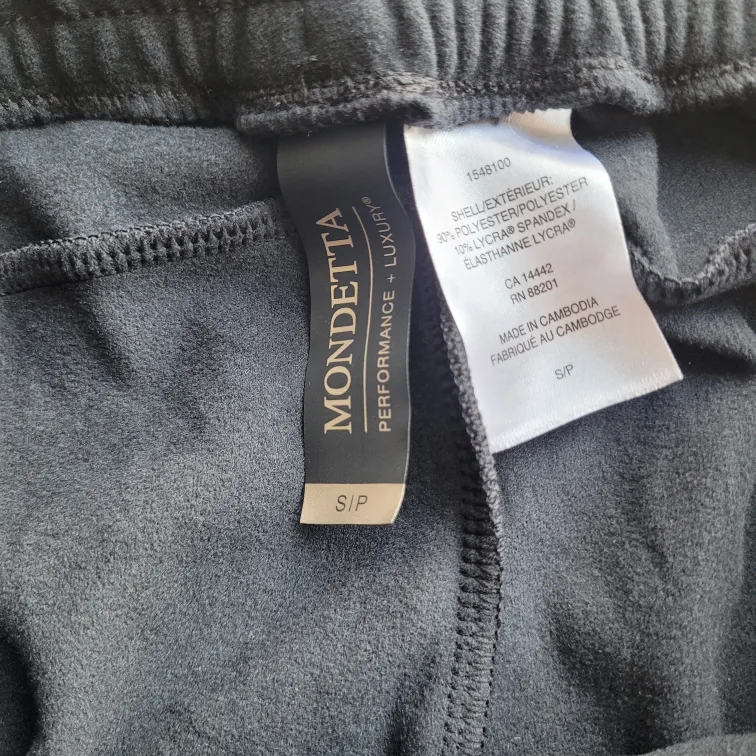 MONDETTA
PERFORMANCE + LUXURY®
S/P
1548100
SHELL/EXTÉRIEUR:
90% POLYESTER/POLYESTER
10% LYCRA® SPANDEX /
ÉLASTHANNE LYCRA®
CA 14442
RN 88201
MADE IN CAMBODIA
FABRIQUÉ AU CAMBODGE
S/P